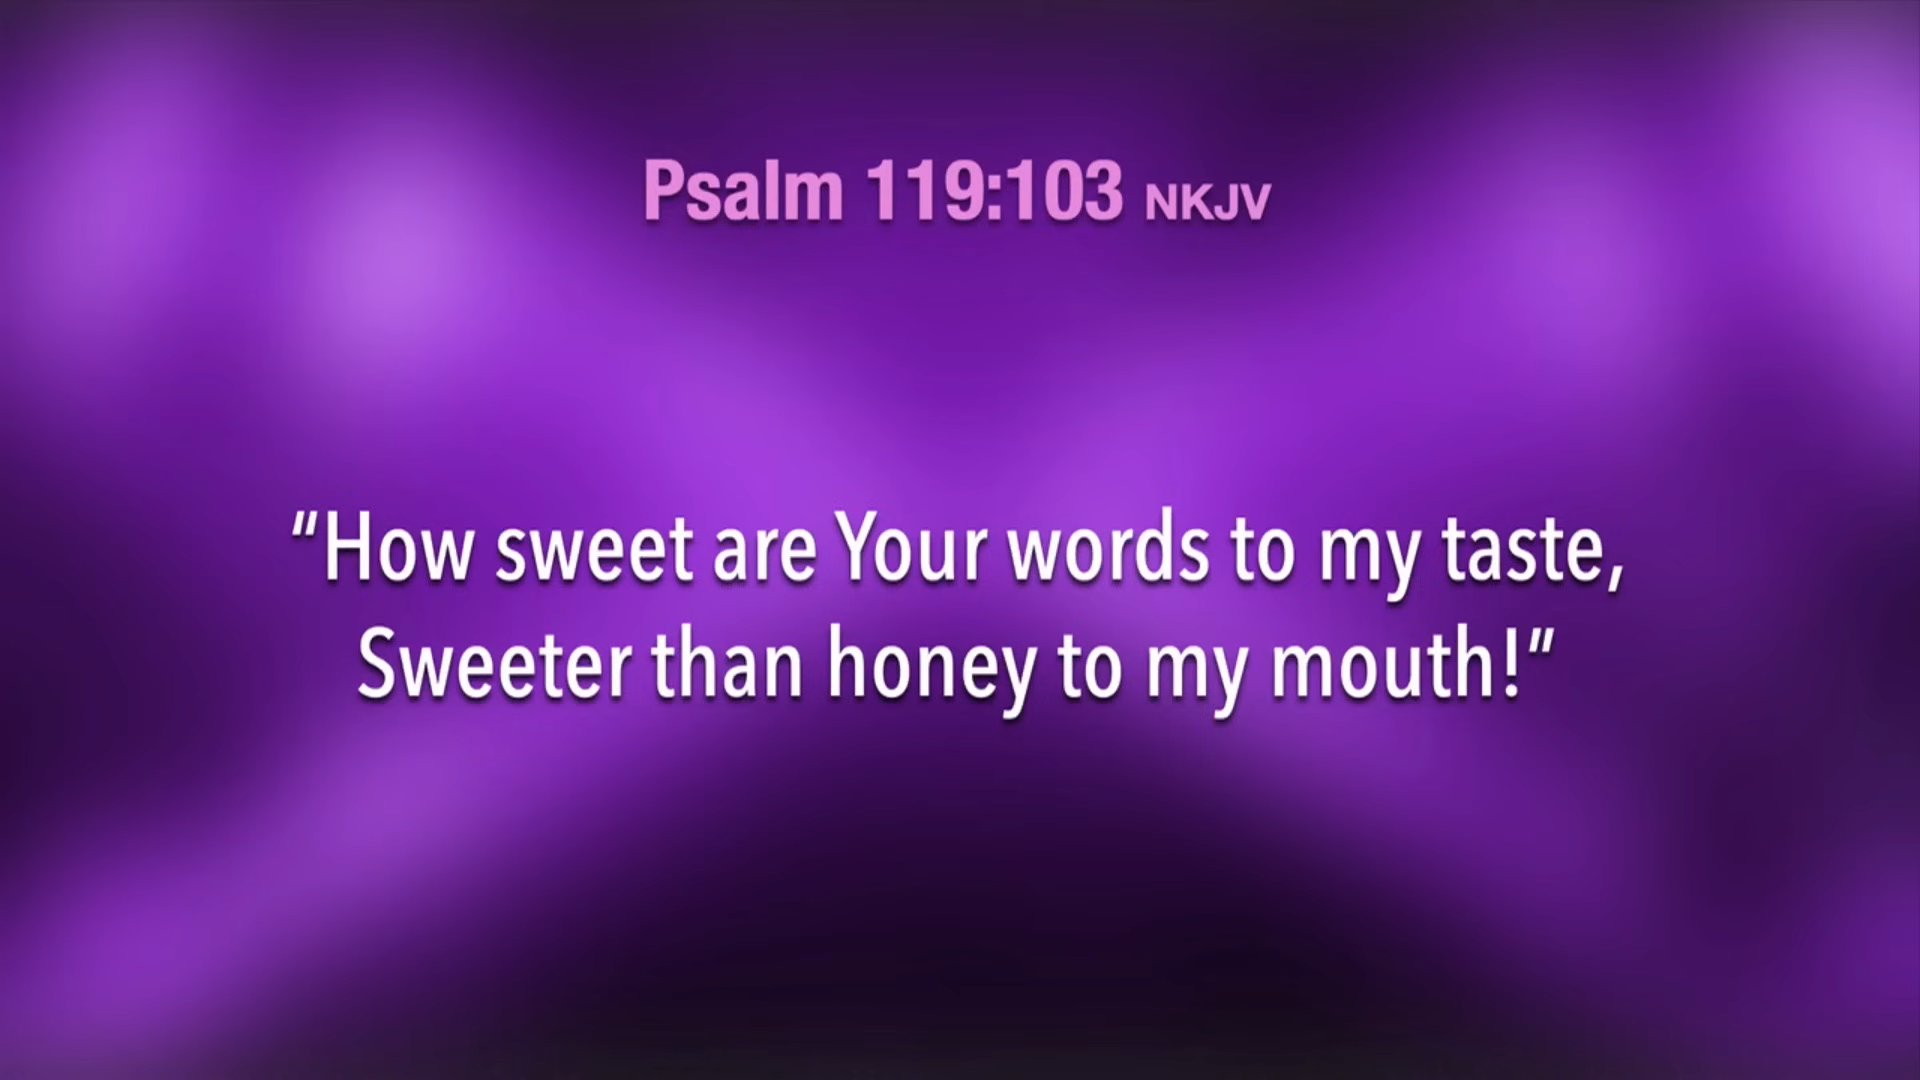 Psalm 119:103 NKJV
“How sweet are Your words to my taste,
Sweeter than honey to my mouth!”